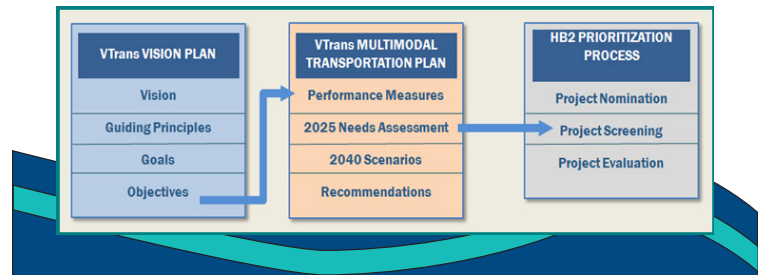 VTrans VISION PLAN
Vision
Guiding Principles
Goals
Objectives
VTrans MULTIMODAL
TRANSPORTATION PLAN
Performance Measures
2025 Needs Assessment
2040 Scenarios
Recommendations
HB2 PRIORITIZATION
PROCESS
Project Nomination
Project Screening
Project Evaluation